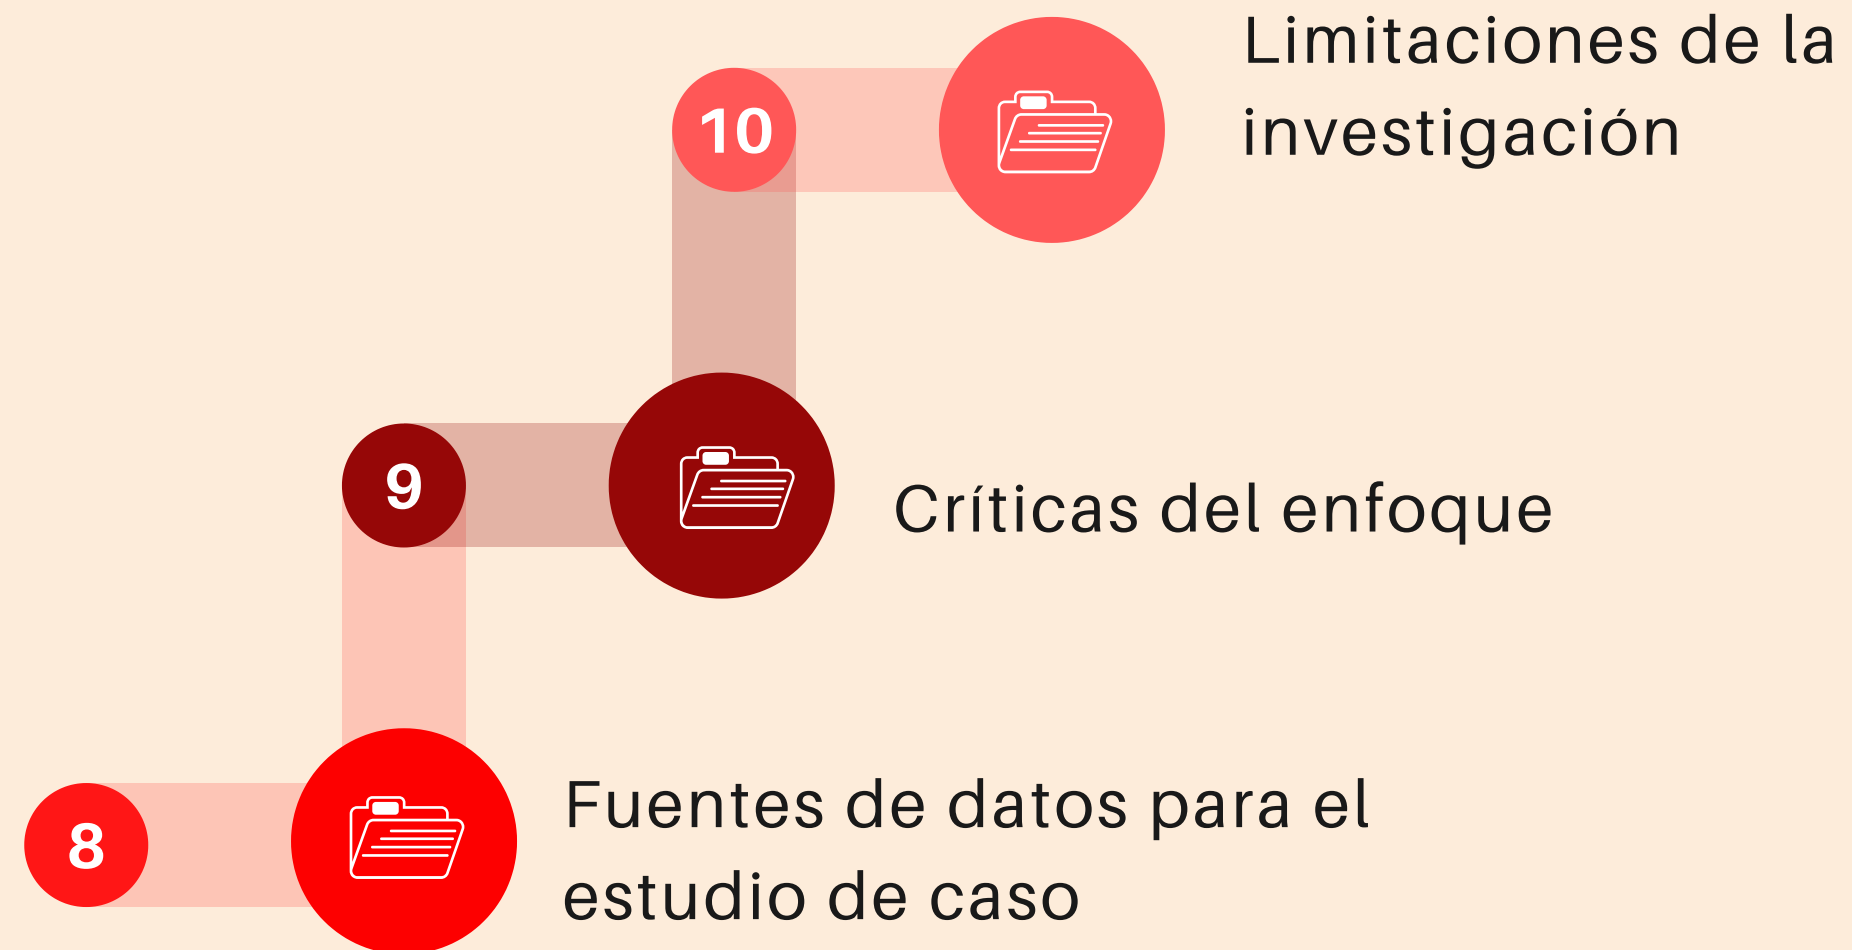 10
Limitaciones de la
investigación
9
Críticas del enfoque
8
Fuentes de datos para el
estudio de caso